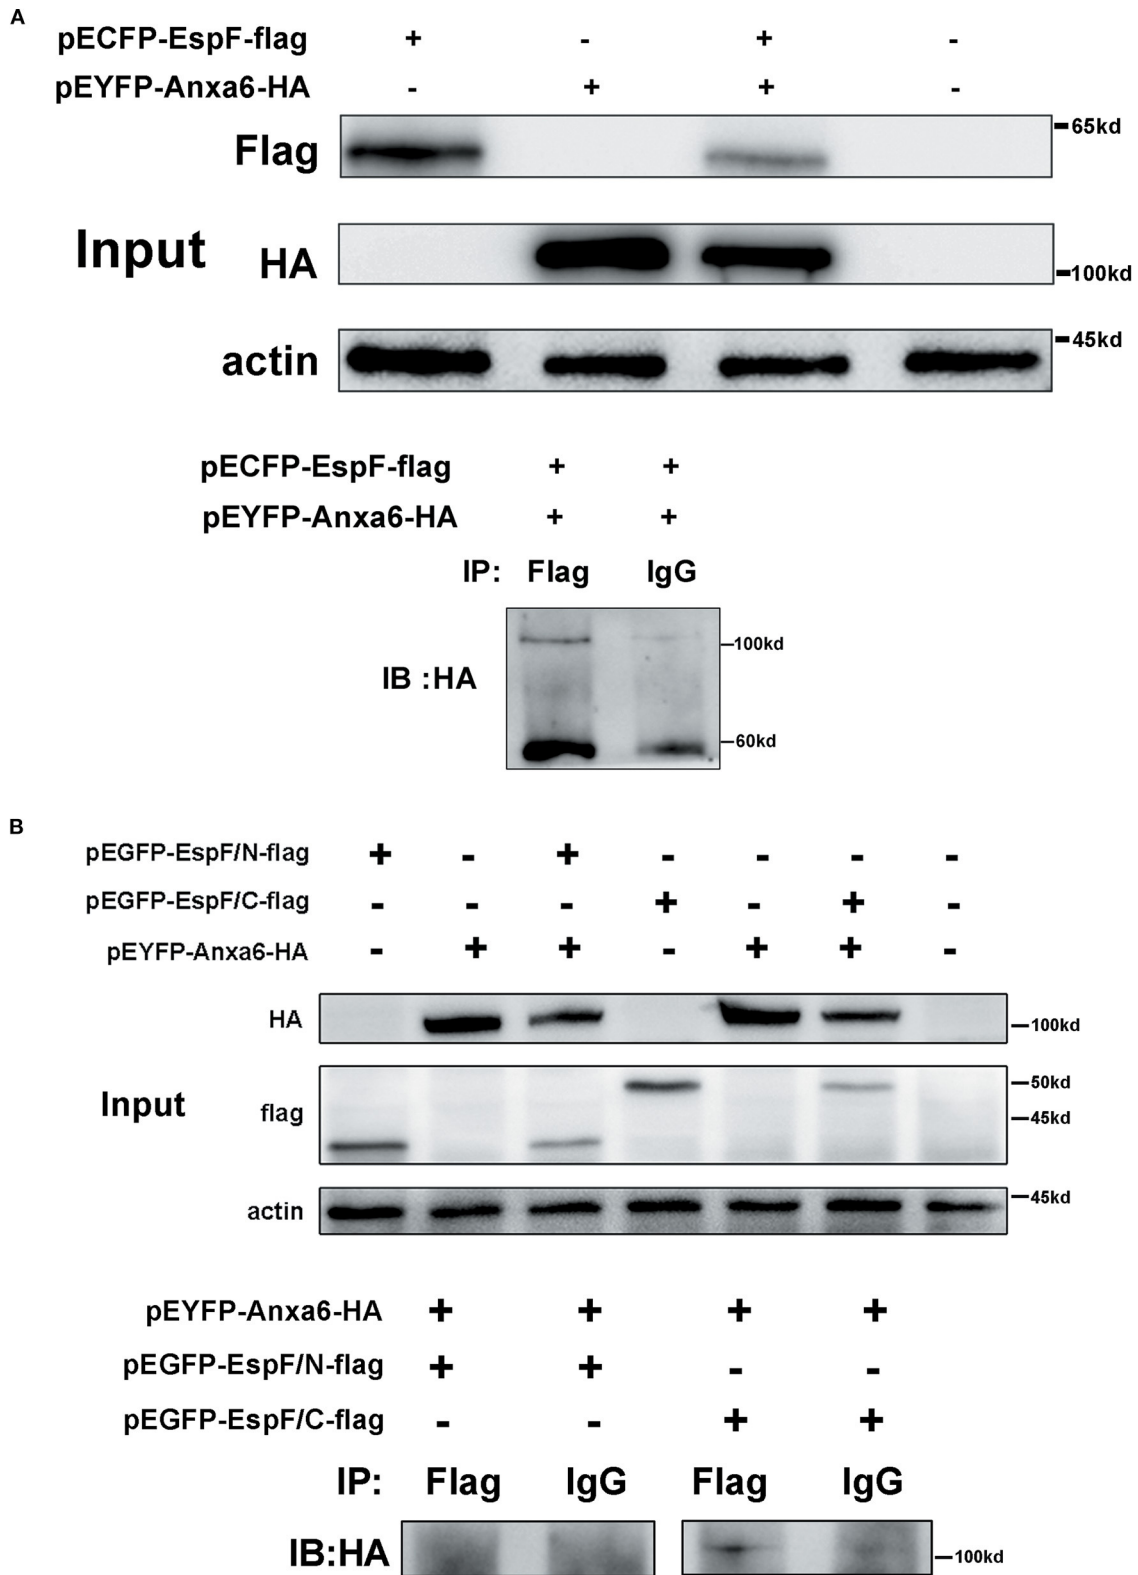 A
pECFP-EspF-flag + - + -
pEYFP-Anxa6-HA - + + -
Flag 65kd
Input
HA 100kd
actin 45kd
pECFP-EspF-flag + +
pEYFP-Anxa6-HA + +
IP: Flag IgG
100kd
IB :HA
60kd
B
pEGFP-EspF/N-flag + - + - - - -
pEGFP-EspF/C-flag - - - + - + -
pEYFP-Anxa6-HA - + + - + + -
HA 100kd
50kd
Input flag 45kd
actin 45kd
pEYFP-Anxa6-HA + + + +
pEGFP-EspF/N-flag + + - -
pEGFP-EspF/C-flag - - + +
IP: Flag IgG Flag IgG
IB:HA 100kd